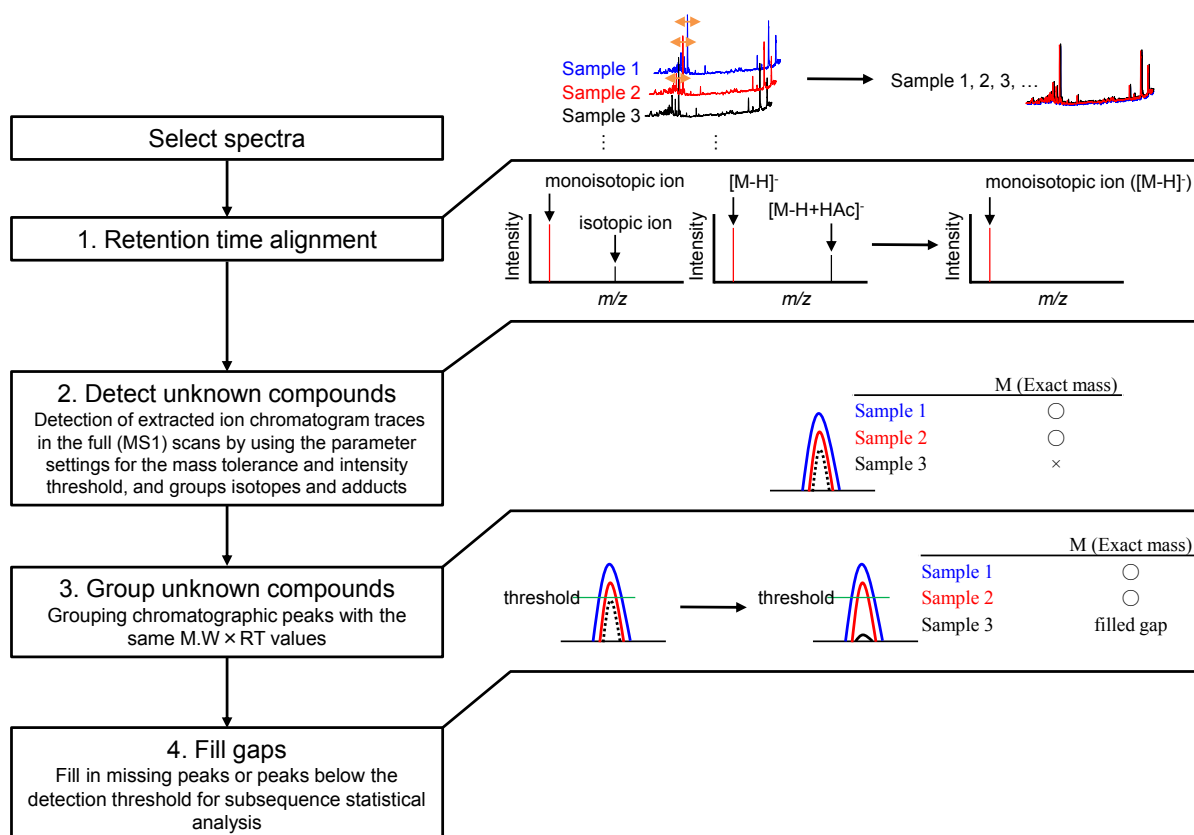 Sample 1
Sample 2
Sample 3
⋮ ⋮
Sample 1, 2, 3, …
Select spectra
1. Retention time alignment
monoisotopic ion
isotopic ion
Intensity
m/z
[M-H]⁻
[M-H+HAc]⁻
Intensity
m/z
monoisotopic ion ([M-H]⁻)
Intensity
m/z
2. Detect unknown compounds
Detection of extracted ion chromatogram traces
in the full (MS1) scans by using the parameter
settings for the mass tolerance and intensity
threshold, and groups isotopes and adducts
M (Exact mass)
Sample 1 ○
Sample 2 ○
Sample 3 ×
3. Group unknown compounds
Grouping chromatographic peaks with the
same M.W × RT values
threshold
threshold
M (Exact mass)
Sample 1 ○
Sample 2 ○
Sample 3 filled gap
4. Fill gaps
Fill in missing peaks or peaks below the
detection threshold for subsequence statistical
analysis